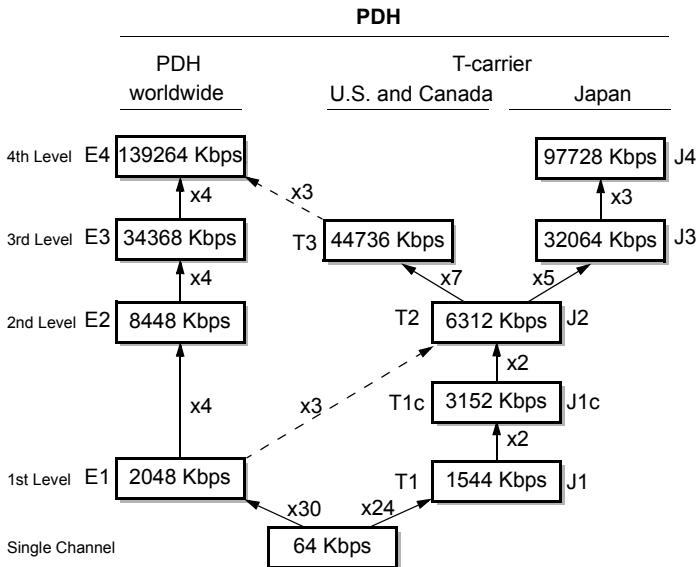 PDH
PDH T-carrier
worldwide U.S. and Canada Japan
4th Level E4 139264 Kbps 97728 Kbps J4
x4 x3 x3
3rd Level E3 34368 Kbps T3 44736 Kbps 32064 Kbps J3
x4 x7 x5
2nd Level E2 8448 Kbps T2 6312 Kbps J2
x2
x4 x3 T1c 3152 Kbps J1c
x2
1st Level E1 2048 Kbps T1 1544 Kbps J1
x30 x24
Single Channel 64 Kbps